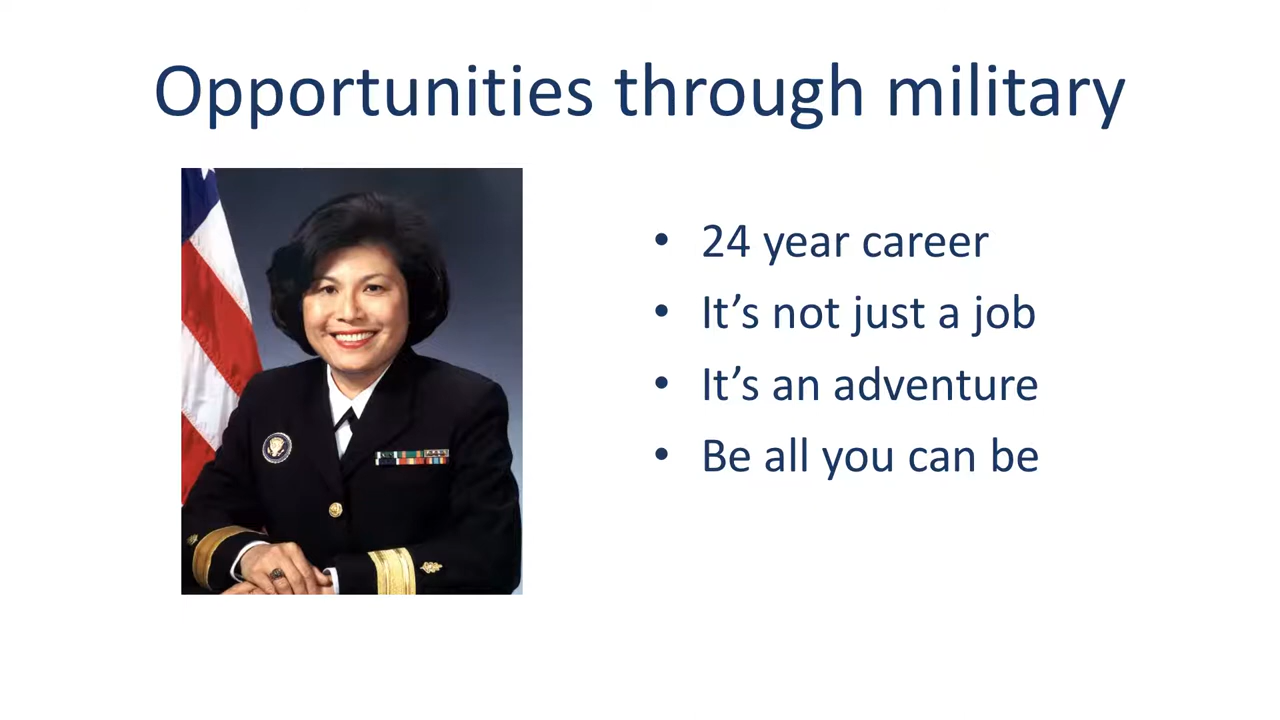 Opportunities through military
• 24 year career
• It’s not just a job
• It’s an adventure
• Be all you can be